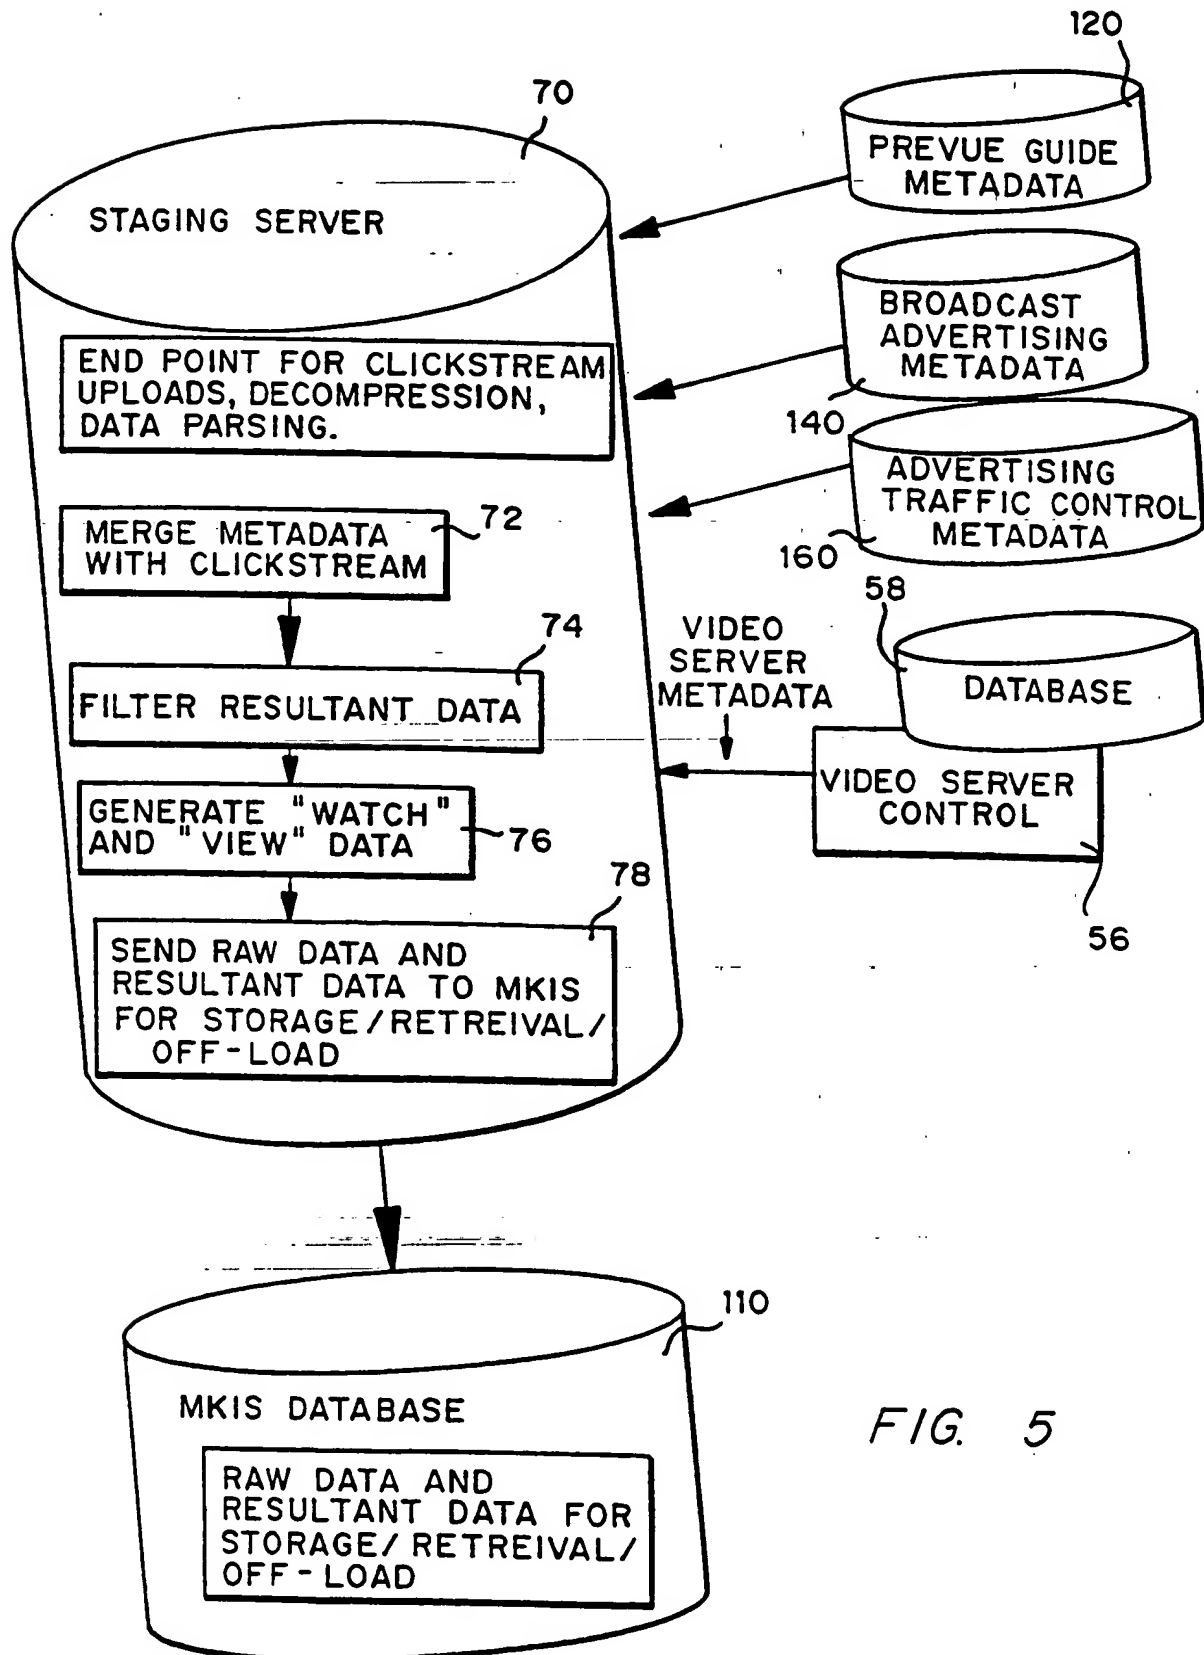 120
70
PREVUE GUIDE
METADATA
STAGING SERVER
BROADCAST
ADVERTISING
METADATA
140
END POINT FOR CLICKSTREAM
UPLOADS, DECOMPRESSION,
DATA PARSING.
ADVERTISING
TRAFFIC CONTROL
METADATA
160
MERGE METADATA
WITH CLICKSTREAM
72
58
DATABASE
VIDEO
SERVER
METADATA
74
FILTER RESULTANT DATA
VIDEO SERVER
CONTROL
56
GENERATE "WATCH"
AND "VIEW" DATA
76
78
SEND RAW DATA AND
RESULTANT DATA TO MKIS
FOR STORAGE/RETREIVAL/
OFF-LOAD
110
MKIS DATABASE
RAW DATA AND
RESULTANT DATA FOR
STORAGE/RETREIVAL/
OFF-LOAD
FIG. 5